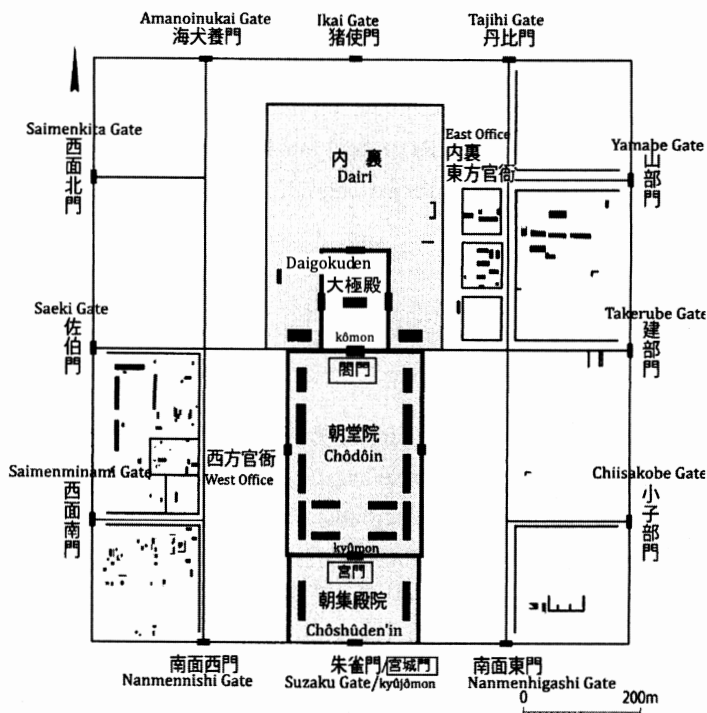 Amanoinukai Gate
海犬養門
Ikai Gate
猪使門
Tajihi Gate
丹比門
Saimenkita Gate
西面北門
内裏
Dairi
East Office
内裏
東方官衙
Yamabe Gate
山部門
Daigokuden
大極殿
Saeki Gate
佐伯門
kômon
閤門
Takerube Gate
建部門
朝堂院
Chôdôin
西方官衙
West Office
Saimenminami Gate
西面南門
Chiisakobe Gate
小子部門
kyûmon
宮門
朝集殿院
Chôshûden'in
南面西門
Nanmennishi Gate
朱雀門/宮城門
Suzaku Gate/kyûjômon
南面東門
Nanmenhigashi Gate
0 200m